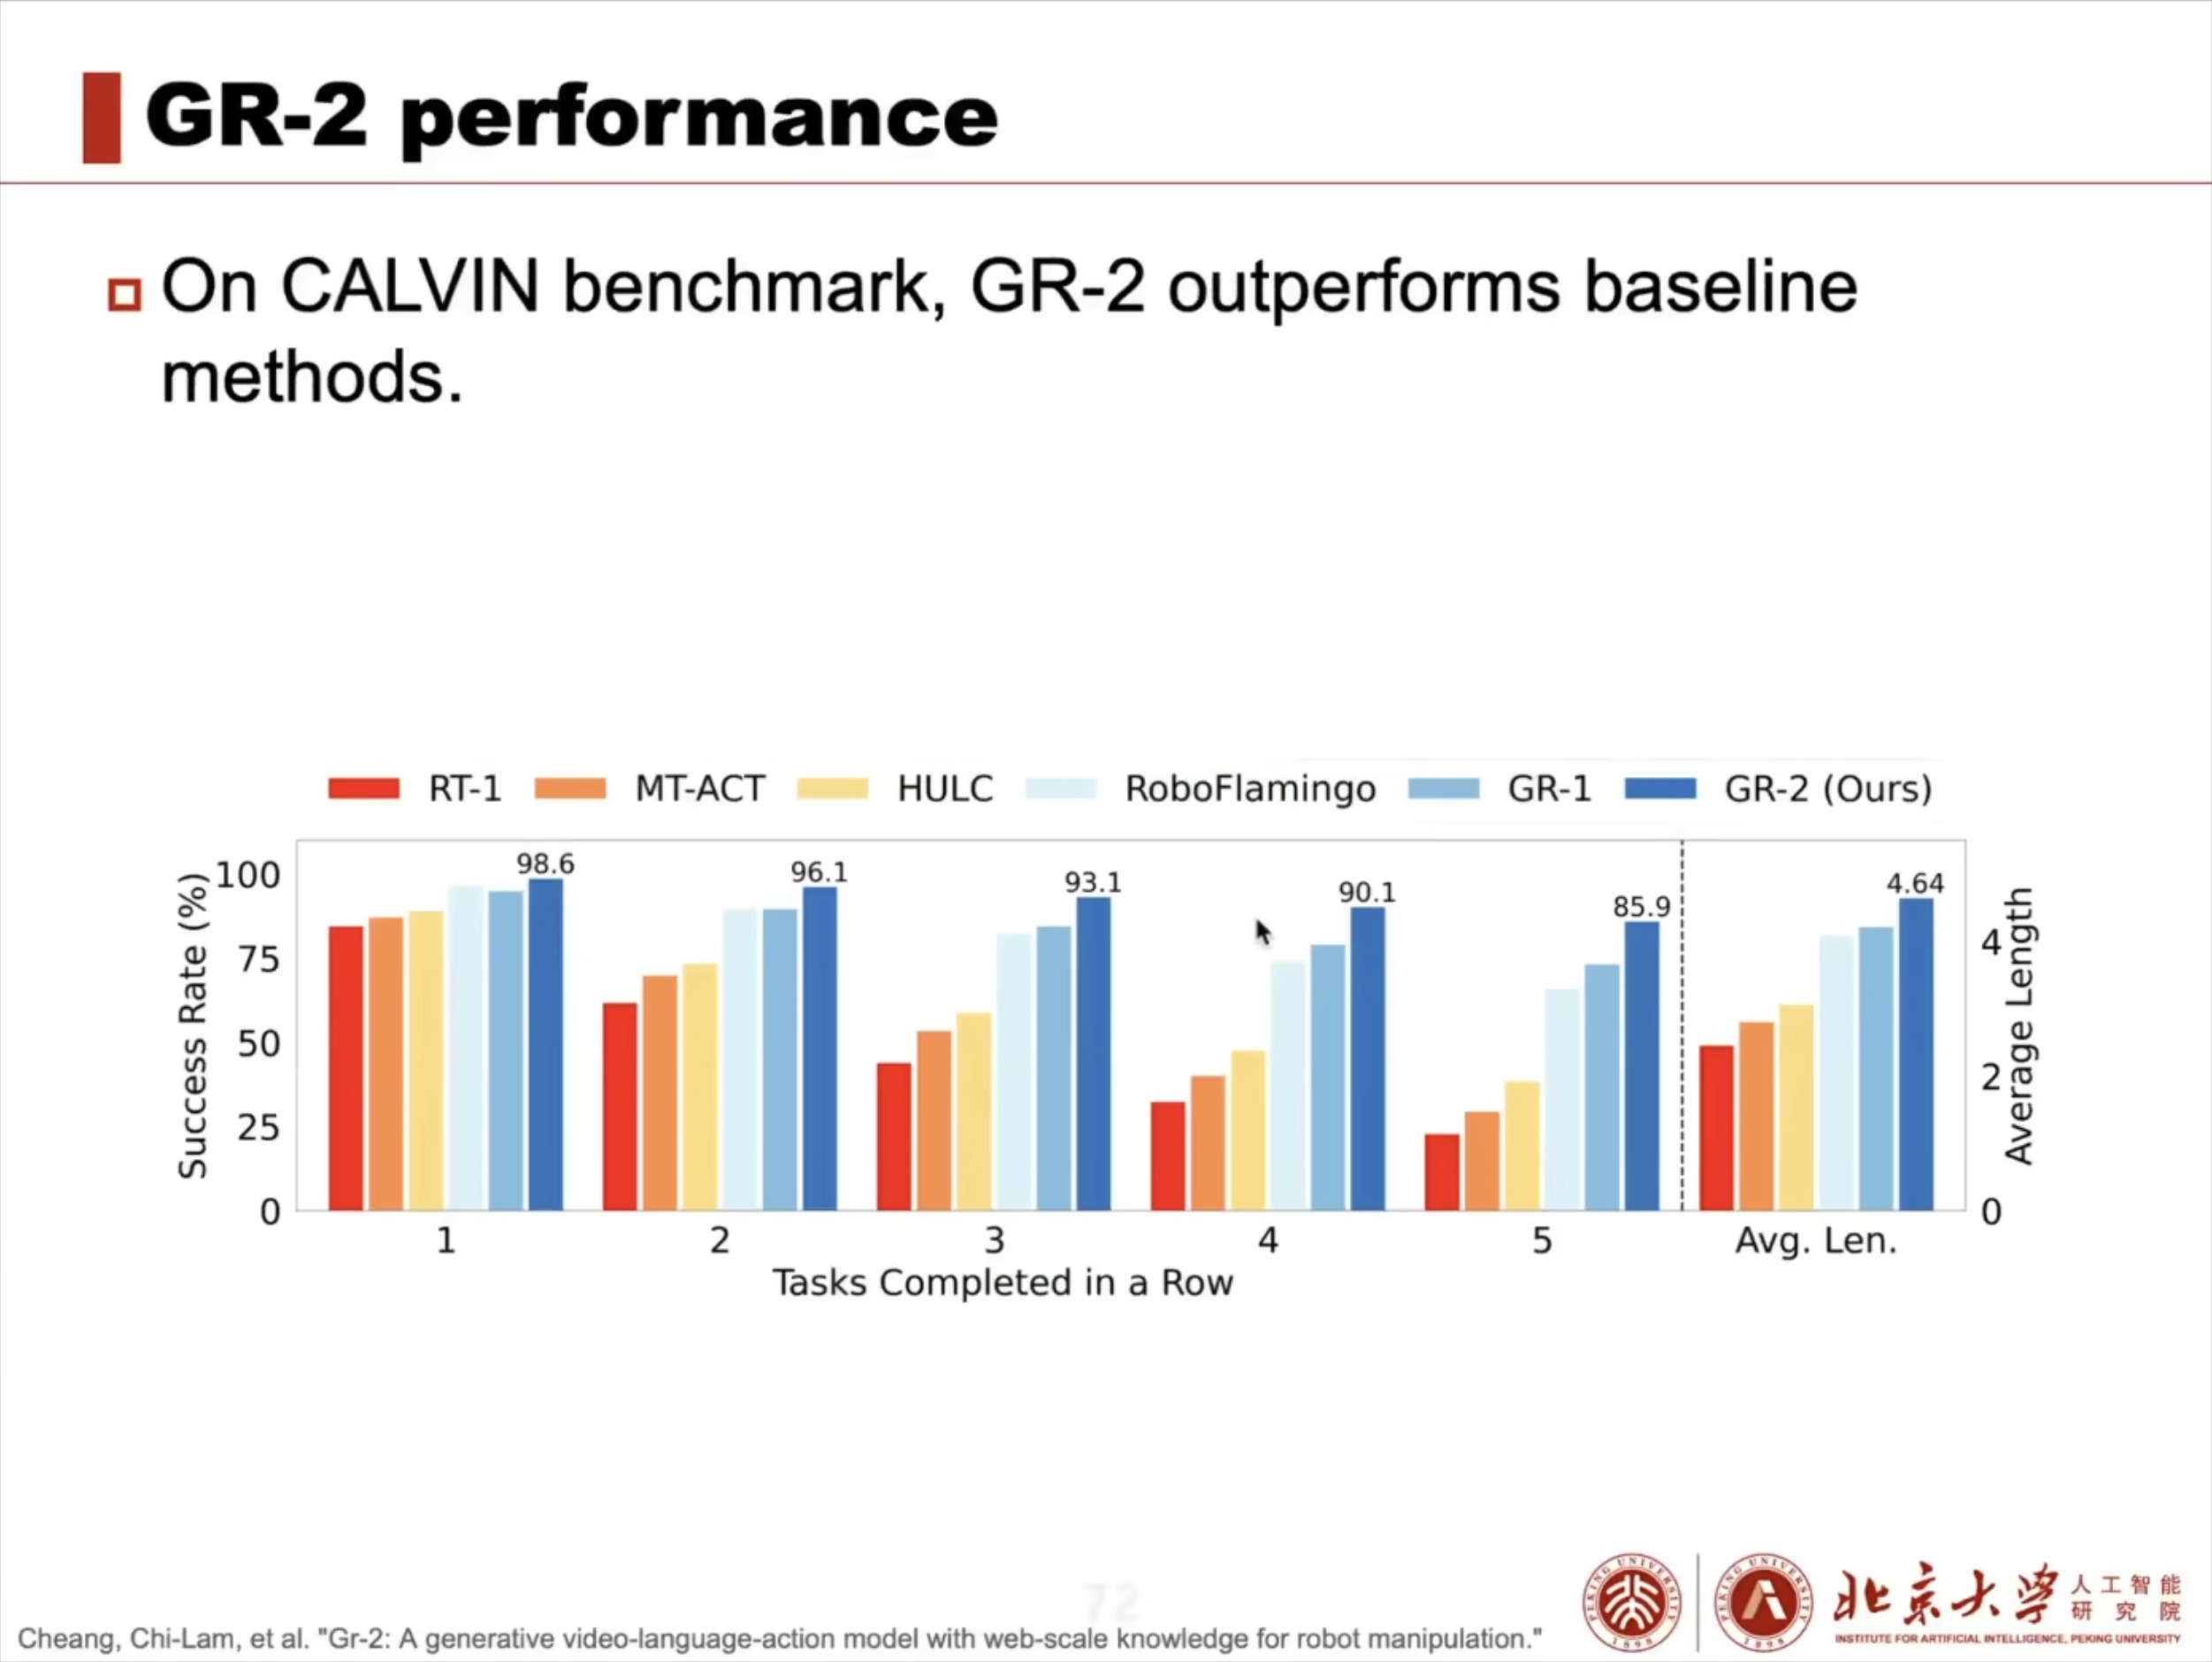 GR-2 performance
On CALVIN benchmark, GR-2 outperforms baseline
methods.
RT-1 MT-ACT HULC RoboFlamingo GR-1 GR-2 (Ours)
Success Rate (%)
100
75
50
25
0
98.6 96.1 93.1 90.1 85.9 4.64
4
2
0
Average Length
1 2 3 4 5 Avg. Len.
Tasks Completed in a Row
72
Cheang, Chi-Lam, et al. "Gr-2: A generative video-language-action model with web-scale knowledge for robot manipulation."
PEKING UNIVERSITY
1898
PEKING UNIVERSITY
1898
北京大学
人工智能
研究院
INSTITUTE FOR ARTIFICIAL INTELLIGENCE, PEKING UNIVERSITY